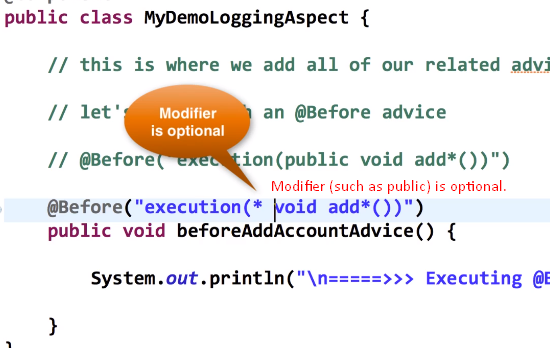 public class MyDemoLoggingAspect {
// this is where we add all of our related advi
// let's an @Before advice
Modifier
is optional
// @Before("execution(public void add*())")
Modifier (such as public) is optional.
@Before("execution(* void add*())")
public void beforeAddAccountAdvice() {
System.out.println("\n=====>>> Executing @B
}
}